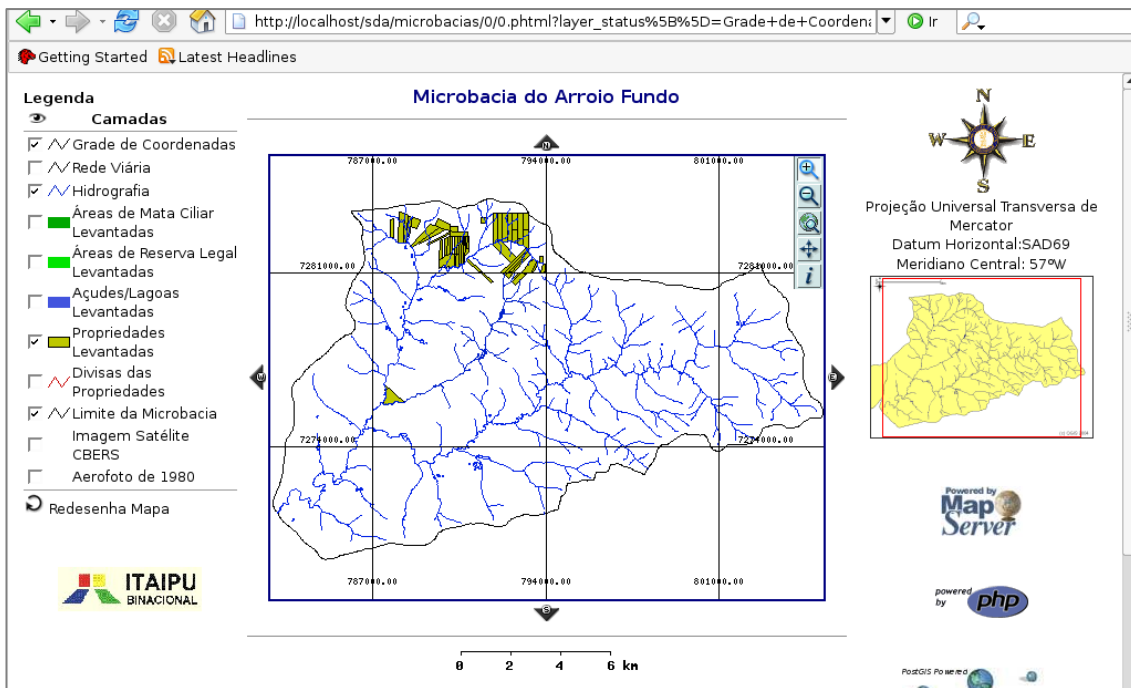 http://localhost/sda/microbacias/0/0.phtml?layer_status%5B%5D=Grade+de+Coordena
Ir
Getting Started
Latest Headlines
Legenda
Camadas
Grade de Coordenadas
Rede Viária
Hidrografia
Áreas de Mata Ciliar
Levantadas
Áreas de Reserva Legal
Levantadas
Açudes/Lagoas
Levantadas
Propriedades
Levantadas
Divisas das
Propriedades
Limite da Microbacia
Imagem Satélite
CBERS
Aerofoto de 1980
Redesenha Mapa
ITAIPU
BINACIONAL
Microbacia do Arroio Fundo
N
787000.00 794000.00 801000.00
7281000.00 7281000.00
W E
7274000.00 7274000.00
787000.00 794000.00 801000.00
S
0 2 4 6 km
N
W E
S
Projeção Universal Transversa de
Mercator
Datum Horizontal:SAD69
Meridiano Central: 57ºW
Powered by
Map
Server
powered
by php
PostGIS Powered